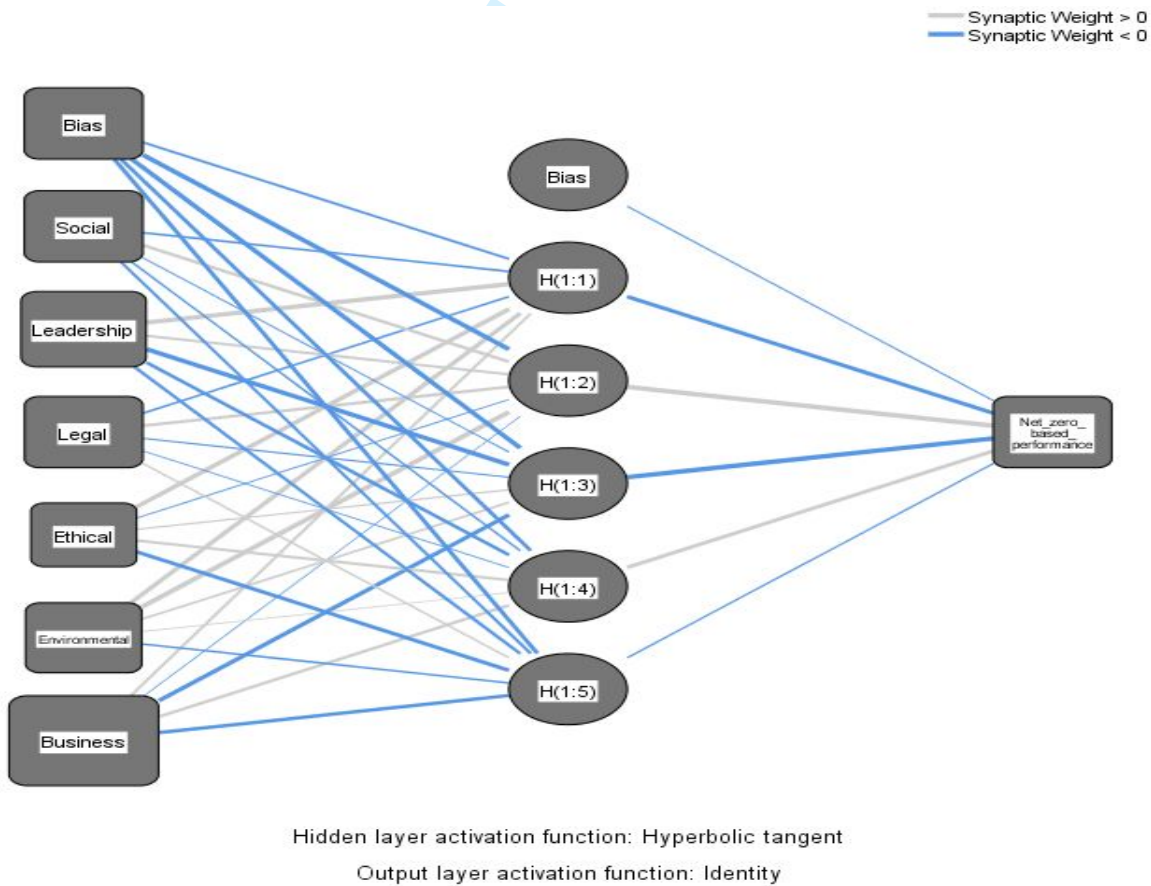 Synaptic Weight > 0
Synaptic Weight < 0
Bias
Social
Leadership
Legal
Ethical
Environmental
Business
Bias
H(1:1)
H(1:2)
H(1:3)
H(1:4)
H(1:5)
Net_zero_
based_
performance
Hidden layer activation function: Hyperbolic tangent
Output layer activation function: Identity